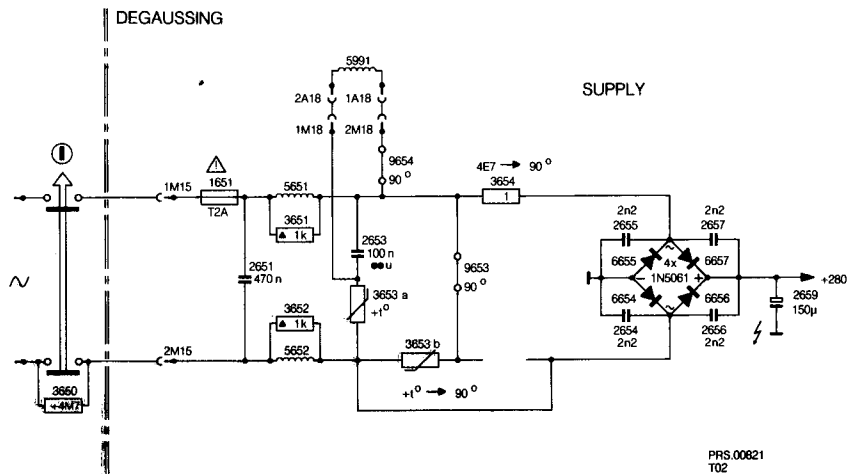 DEGAUSSING
SUPPLY
5991
2A18
1A18
1M18
2M18
9654
90°
4E7 → 90°
3654
1
1M15
1651
T2A
5651
3651
1k
2653
100 n
u
2651
470 n
9653
90°
3653 a
+t°
3652
1k
5652
3653 b
+t° → 90°
2M15
3650
4M7
2n2
2655
2n2
2657
6655
4x
6657
− 1N5061 +
6654
6656
2654
2n2
2656
2n2
+280
2659
150µ
PRS.00821
T02